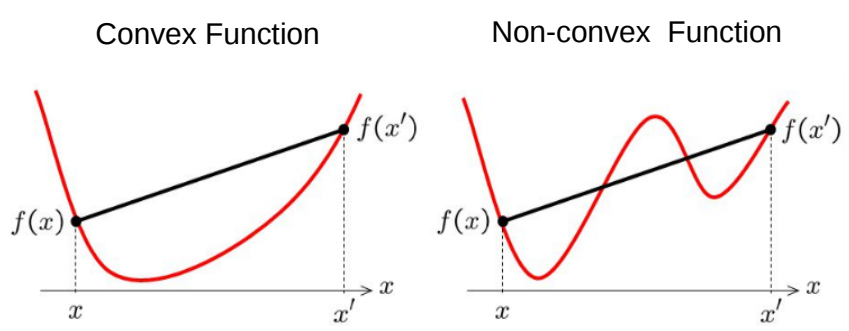 Convex Function
f(x)
f(x′)
x
x
x′
Non-convex Function
f(x)
f(x′)
x
x
x′